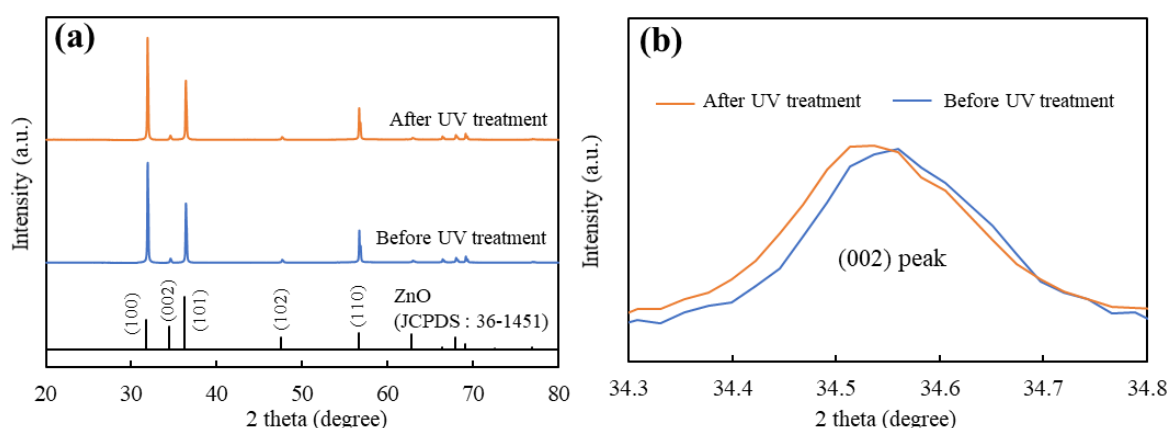 (a)
After UV treatment
Before UV treatment
(100)
(002)
(101)
(102)
(110)
ZnO
(JCPDS : 36-1451)
20 30 40 50 60 70 80
2 theta (degree)
Intensity (a.u.)
(b)
After UV treatment Before UV treatment
(002) peak
34.3 34.4 34.5 34.6 34.7 34.8
2 theta (degree)
Intensity (a.u.)